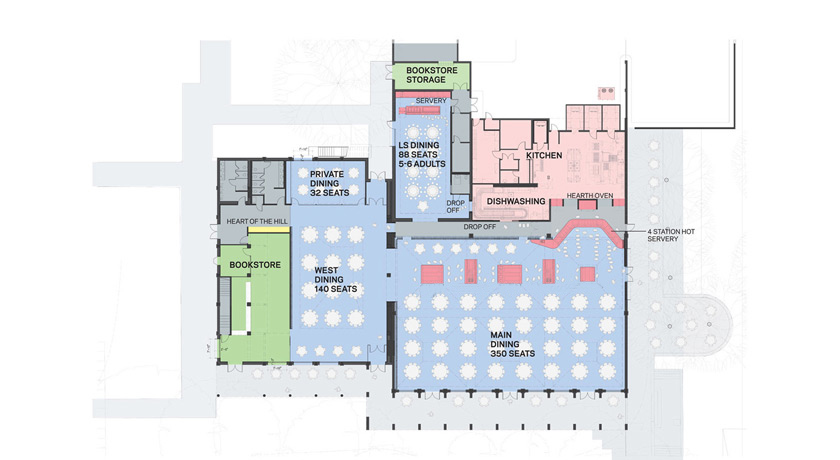 BOOKSTORE
STORAGE
SERVERY
LS DINING
88 SEATS
5-6 ADULTS
KITCHEN
PRIVATE
DINING
32 SEATS
HEARTH OVEN
DISHWASHING
DROP
OFF
HEART OF THE HILL
DROP OFF
4 STATION HOT
SERVERY
BOOKSTORE
WEST
DINING
140 SEATS
MAIN
DINING
350 SEATS